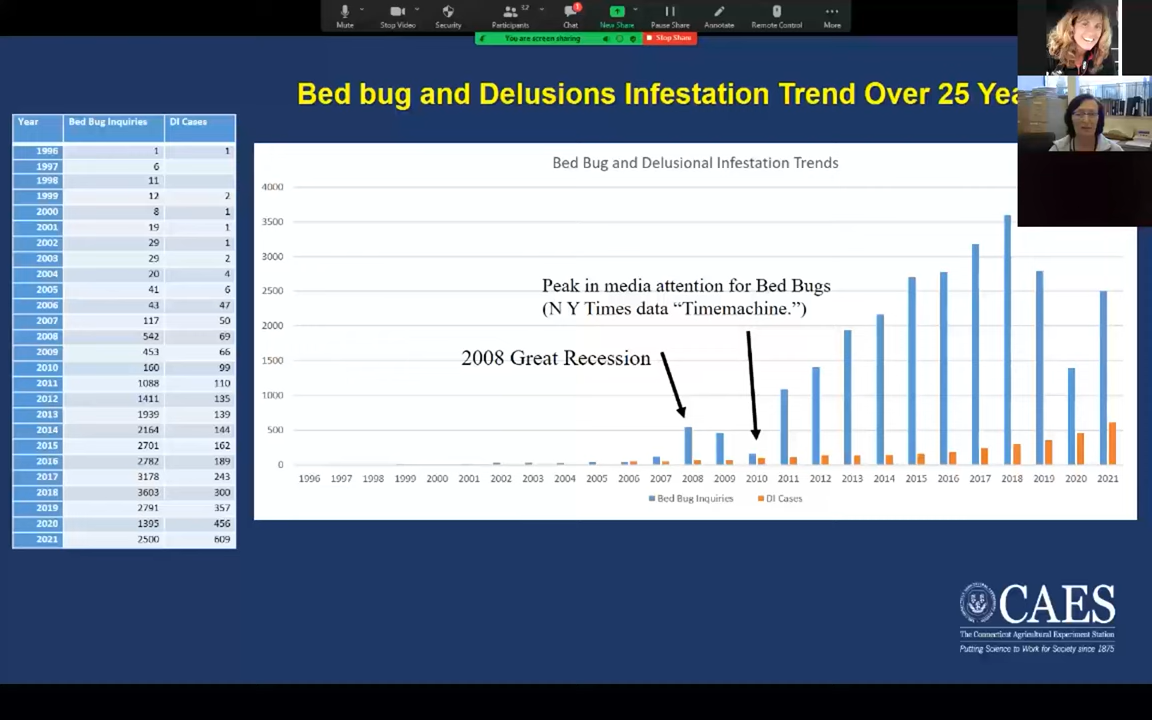 Mute
Stop Video
Security
Participants
32
Chat
1
New Share
Pause Share
Annotate
Remote Control
More
You are screen sharing
Stop Share
Bed bug and Delusions Infestation Trend Over 25 Yea
Year Bed Bug Inquiries DI Cases
1996 1 1
1997 6
1998 11
1999 12 2
2000 8 1
2001 19 1
2002 29 1
2003 29 2
2004 20 4
2005 41 6
2006 43 47
2007 117 50
2008 542 69
2009 453 66
2010 160 99
2011 1088 110
2012 1411 135
2013 1939 139
2014 2164 144
2015 2701 162
2016 2782 189
2017 3178 243
2018 3603 300
2019 2791 357
2020 1395 456
2021 2500 609
Bed Bug and Delusional Infestation Trends
4000
3500
3000
2500
2000
1500
1000
500
0
Peak in media attention for Bed Bugs
(N Y Times data “Timemachine.”)
2008 Great Recession
1996 1997 1998 1999 2000 2001 2002 2003 2004 2005 2006 2007 2008 2009 2010 2011 2012 2013 2014 2015 2016 2017 2018 2019 2020 2021
Bed Bug Inquiries DI Cases
CAES
The Connecticut Agricultural Experiment Station
Putting Science to Work for Society since 1875